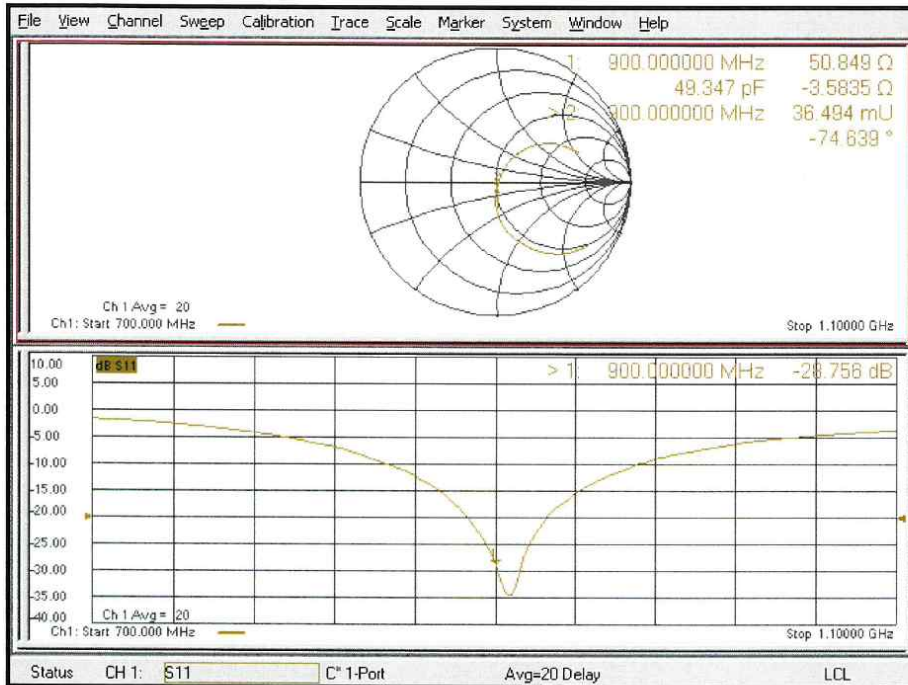 File View Channel Sweep Calibration Trace Scale Marker System Window Help
1: 900.000000 MHz 50.849 Ω
49.347 pF -3.5835 Ω
> 2: 900.000000 MHz 36.494 mU
-74.639 °
Ch 1 Avg = 20
Ch1: Start 700.000 MHz
Stop 1.10000 GHz
10.00
dB S11
> 1: 900.000000 MHz -28.756 dB
5.00
0.00
-5.00
-10.00
-15.00
-20.00
-25.00
-30.00
-35.00
-40.00
1
Ch 1 Avg = 20
Ch1: Start 700.000 MHz
Stop 1.10000 GHz
Status CH 1: S11 C* 1-Port Avg=20 Delay LCL